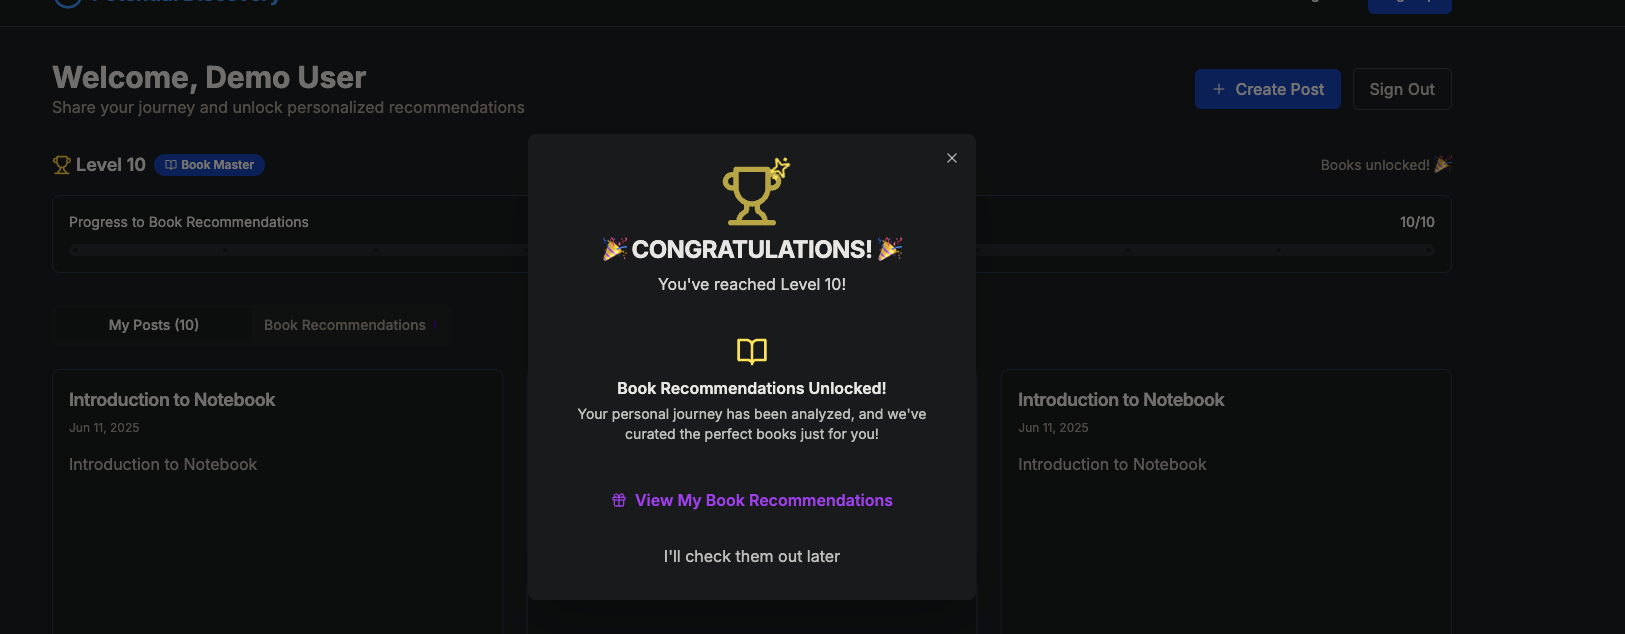 Potential Discovery
Welcome, Demo User
Share your journey and unlock personalized recommendations
+ Create Post
Sign Out
Level 10
Book Master
Books unlocked! 🎉
Progress to Book Recommendations
10/10
My Posts (10)
Book Recommendations
Introduction to Notebook
Jun 11, 2025
Introduction to Notebook
Introduction to Notebook
Jun 11, 2025
Introduction to Notebook
🎉 CONGRATULATIONS! 🎉
You've reached Level 10!
Book Recommendations Unlocked!
Your personal journey has been analyzed, and we've
curated the perfect books just for you!
View My Book Recommendations
I'll check them out later